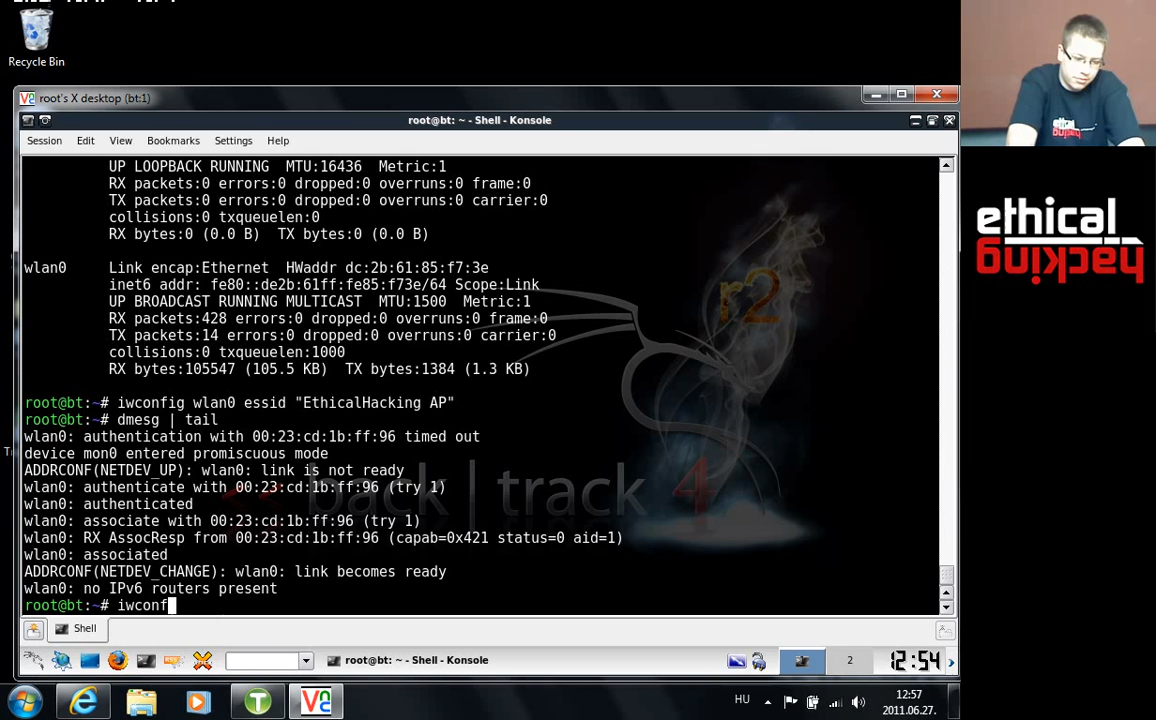 Recycle Bin
root's X desktop (bt:1)
root@bt: ~ - Shell - Konsole
Session Edit View Bookmarks Settings Help
UP LOOPBACK RUNNING MTU:16436 Metric:1
RX packets:0 errors:0 dropped:0 overruns:0 frame:0
TX packets:0 errors:0 dropped:0 overruns:0 carrier:0
collisions:0 txqueuelen:0
RX bytes:0 (0.0 B) TX bytes:0 (0.0 B)
wlan0 Link encap:Ethernet HWaddr dc:2b:61:85:f7:3e
inet6 addr: fe80::de2b:61ff:fe85:f73e/64 Scope:Link
UP BROADCAST RUNNING MULTICAST MTU:1500 Metric:1
RX packets:428 errors:0 dropped:0 overruns:0 frame:0
TX packets:14 errors:0 dropped:0 overruns:0 carrier:0
collisions:0 txqueuelen:1000
RX bytes:105547 (105.5 KB) TX bytes:1384 (1.3 KB)
root@bt:~# iwconfig wlan0 essid "EthicalHacking AP"
root@bt:~# dmesg | tail
wlan0: authentication with 00:23:cd:1b:ff:96 timed out
device mon0 entered promiscuous mode
ADDRCONF(NETDEV_UP): wlan0: link is not ready
wlan0: authenticate with 00:23:cd:1b:ff:96 (try 1)
wlan0: authenticated
wlan0: associate with 00:23:cd:1b:ff:96 (try 1)
wlan0: RX AssocResp from 00:23:cd:1b:ff:96 (capab=0x421 status=0 aid=1)
wlan0: associated
ADDRCONF(NETDEV_CHANGE): wlan0: link becomes ready
wlan0: no IPv6 routers present
root@bt:~# iwconf
r2
<< back | track 4
Shell
root@bt: ~ - Shell - Konsole
2
12:54
HU
12:57
2011.06.27.
ethical
hacking
ethical
hacking